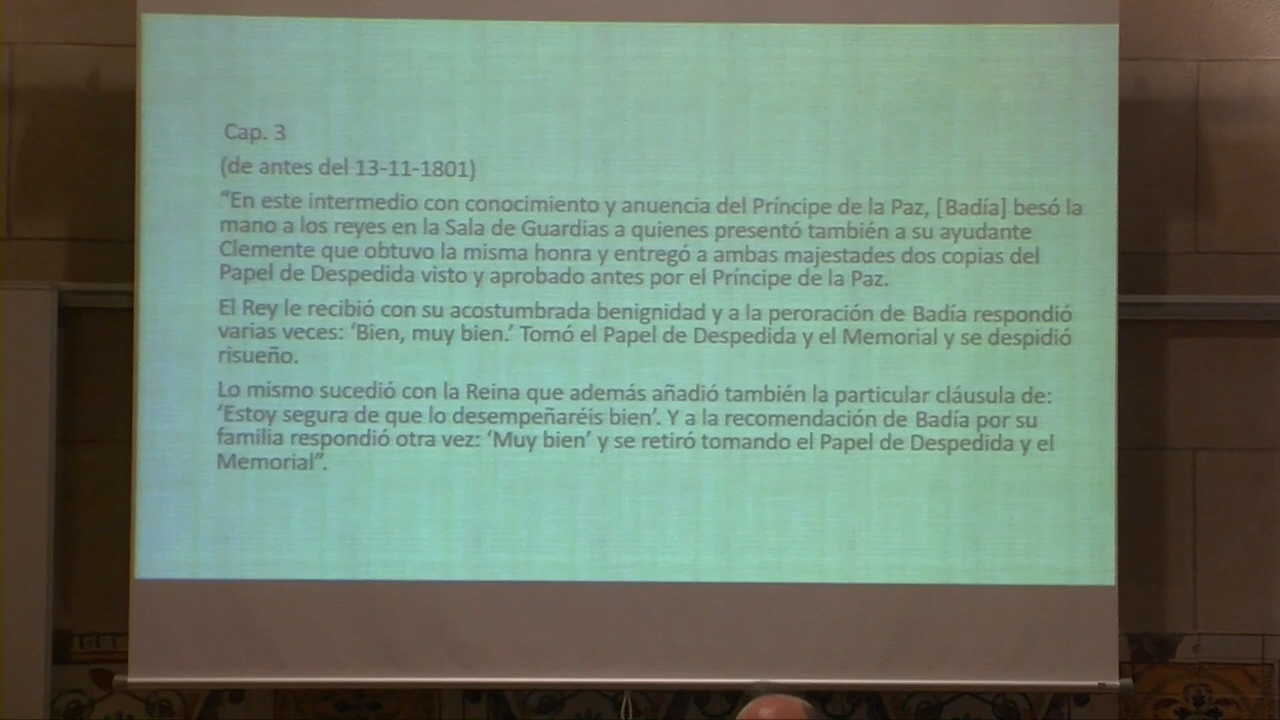 Cap. 3
(de antes del 13-11-1801)
“En este intermedio con conocimiento y anuencia del Príncipe de la Paz, [Badía] besó la
mano a los reyes en la Sala de Guardias a quienes presentó también a su ayudante
Clemente que obtuvo la misma honra y entregó a ambas majestades dos copias del
Papel de Despedida visto y aprobado antes por el Príncipe de la Paz.
El Rey le recibió con su acostumbrada benignidad y a la peroración de Badía respondió
varias veces: ‘Bien, muy bien.’ Tomó el Papel de Despedida y el Memorial y se despidió
risueño.
Lo mismo sucedió con la Reina que además añadió también la particular cláusula de:
‘Estoy segura de que lo desempeñaréis bien’. Y a la recomendación de Badía por su
familia respondió otra vez: ‘Muy bien’ y se retiró tomando el Papel de Despedida y el
Memorial”.